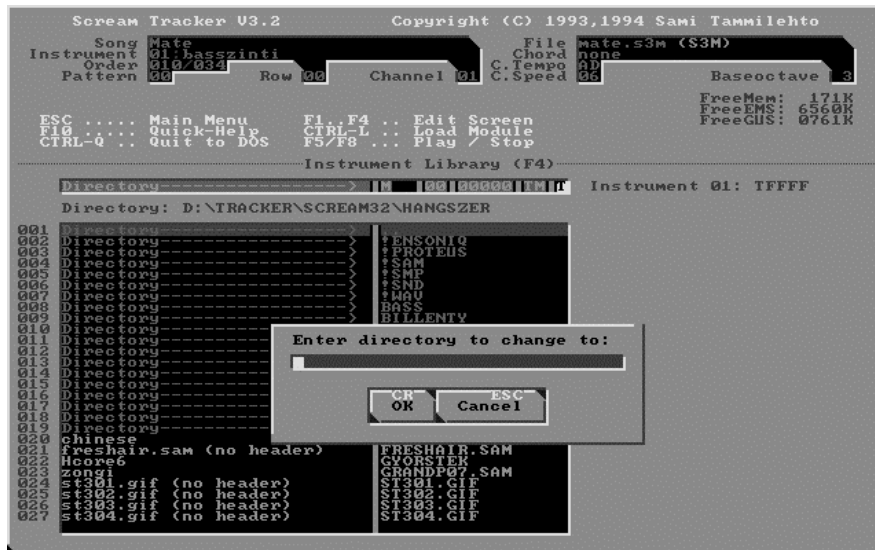 Scream Tracker V3.2 Copyright (C) 1993,1994 Sami Tammilehto
Song Mate File mate.s3m (S3M)
Instrument 01:basszinti Chord none
Order 010/034 C.Tempo AD
Pattern 00 Row 00 Channel 01 C.Speed 06 Baseoctave 3
FreeMem: 171K
FreeEMS: 6560K
FreeGUS: 0761K
ESC ..... Main Menu F1..F4 .. Edit Screen
F10 ..... Quick-Help CTRL-L .. Load Module
CTRL-Q .. Quit to DOS F5/F8 ... Play / Stop
Instrument Library (F4)
Directory-----------------> M 00 00000 TM T Instrument 01: TFFFF
Directory: D:\TRACKER\SCREAM32\HANGSZER
001 Directory-----------------> ..
002 Directory-----------------> !ENSONIQ
003 Directory-----------------> !PROTEUS
004 Directory-----------------> !SAM
005 Directory-----------------> !SMP
006 Directory-----------------> !SND
007 Directory-----------------> !WAV
008 Directory-----------------> BASS
009 Directory-----------------> BILLENTY
010 Directory
011 Directory
012 Directory
013 Directory
014 Directory
015 Directory
016 Directory
017 Directory
018 Directory
019 Directory
020 chinese
021 freshair.sam (no header) FRESHAIR.SAM
022 Hcore6 GYORSTEK
023 zongi GRANDP07.SAM
024 st301.gif (no header) ST301.GIF
025 st302.gif (no header) ST302.GIF
026 st303.gif (no header) ST303.GIF
027 st304.gif (no header) ST304.GIF
Enter directory to change to:
CR ESC
OK Cancel